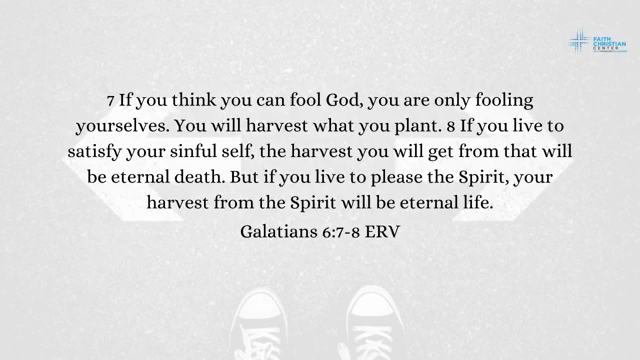 FAITH
CHRISTIAN
CENTER
7 If you think you can fool God, you are only fooling
yourselves. You will harvest what you plant. 8 If you live to
satisfy your sinful self, the harvest you will get from that will
be eternal death. But if you live to please the Spirit, your
harvest from the Spirit will be eternal life.
Galatians 6:7-8 ERV